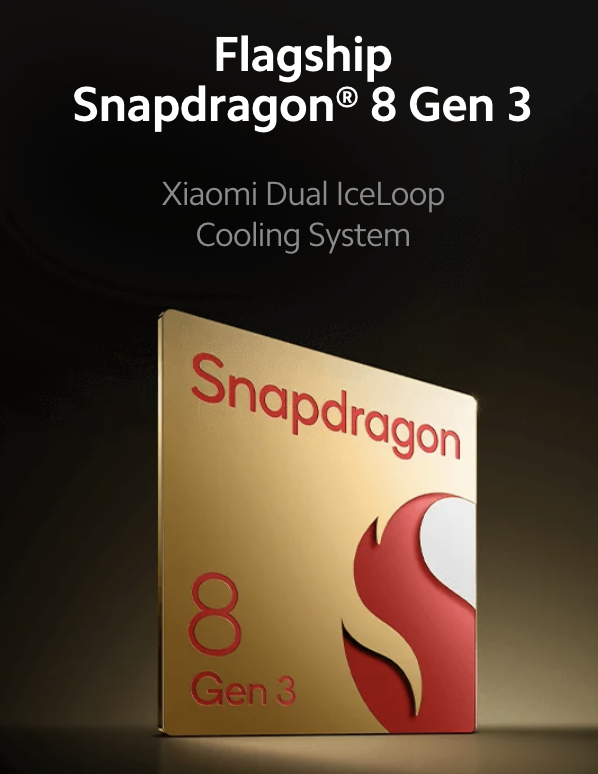 Flagship
Snapdragon® 8 Gen 3
Xiaomi Dual IceLoop
Cooling System
Snapdragon
8
Gen 3